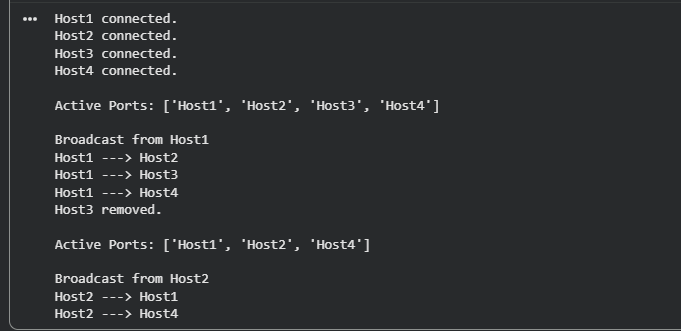 Host1 connected.
Host2 connected.
Host3 connected.
Host4 connected.
Active Ports: ['Host1', 'Host2', 'Host3', 'Host4']
Broadcast from Host1
Host1 ---> Host2
Host1 ---> Host3
Host1 ---> Host4
Host3 removed.
Active Ports: ['Host1', 'Host2', 'Host4']
Broadcast from Host2
Host2 ---> Host1
Host2 ---> Host4